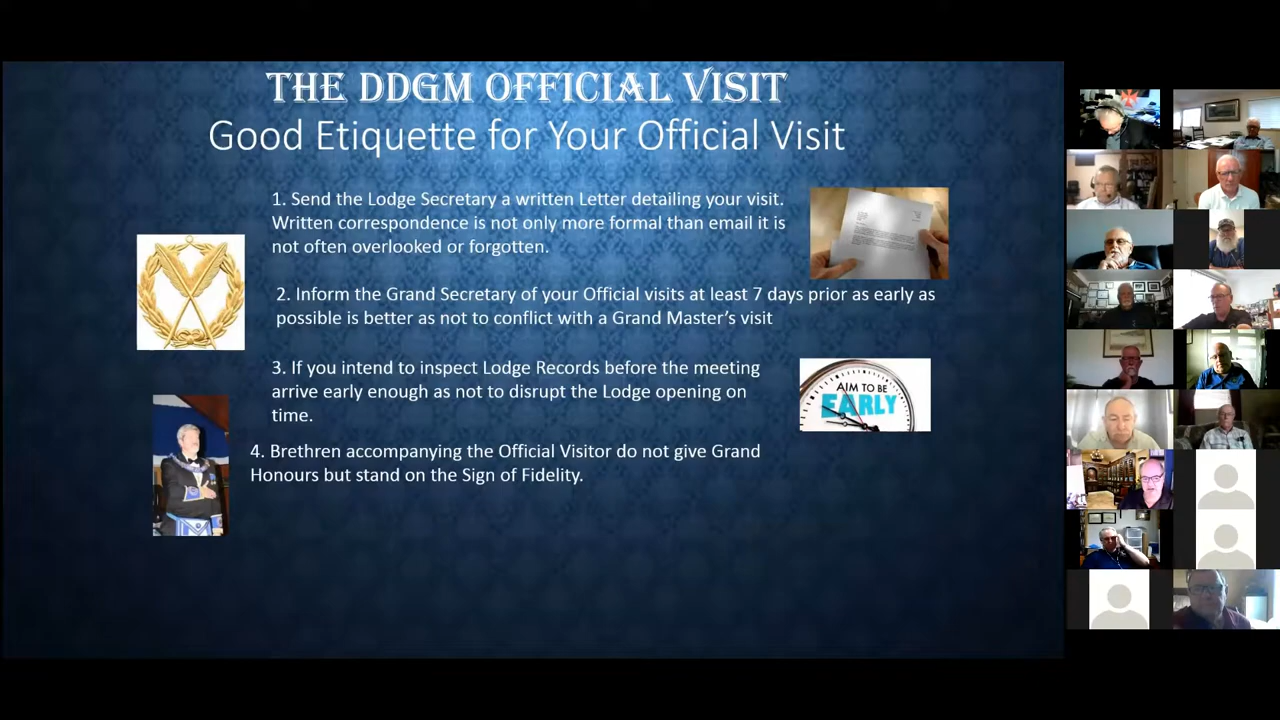 THE DDGM OFFICIAL VISIT
Good Etiquette for Your Official Visit
1. Send the Lodge Secretary a written Letter detailing your visit.
Written correspondence is not only more formal than email it is
not often overlooked or forgotten.
2. Inform the Grand Secretary of your Official visits at least 7 days prior as early as
possible is better as not to conflict with a Grand Master’s visit
3. If you intend to inspect Lodge Records before the meeting
arrive early enough as not to disrupt the Lodge opening on
time.
AIM TO BE
EARLY
4. Brethren accompanying the Official Visitor do not give Grand
Honours but stand on the Sign of Fidelity.